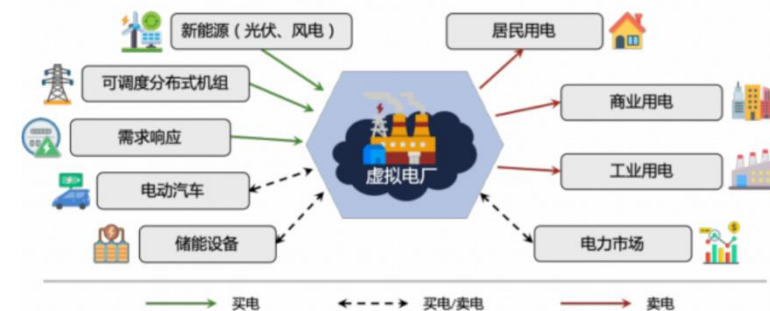 新能源（光伏、风电）
居民用电
可调度分布式机组
商业用电
需求响应
虚拟电厂
工业用电
电动汽车
储能设备
电力市场
买电
买电/卖电
卖电